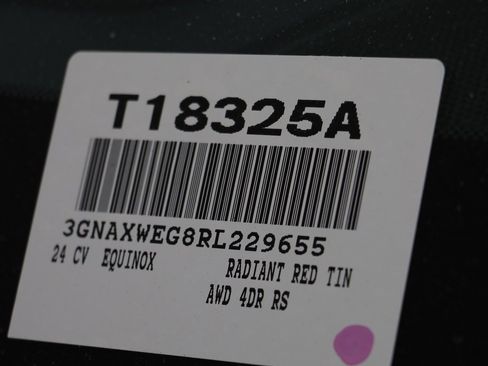 T18325A
3GNAXWEG8RL229655
24 CV EQUINOX RADIANT RED TIN
AWD 4DR RS